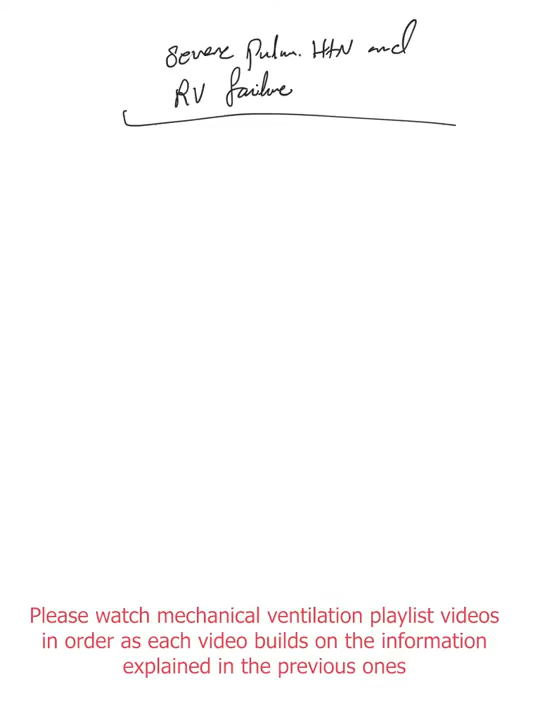 Severe Pulm. HTN and
RV failure
Please watch mechanical ventilation playlist videos
in order as each video builds on the information
explained in the previous ones